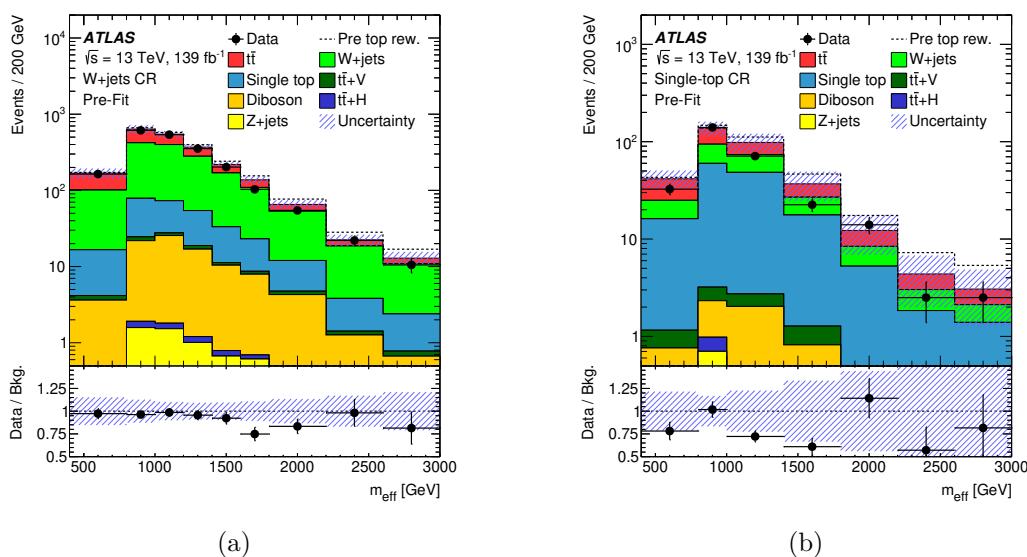 ATLAS
√s = 13 TeV, 139 fb-1
W+jets CR
Pre-Fit
Data
tt̄
Single top
Diboson
Z+jets
Pre top rew.
W+jets
tt̄+V
tt̄+H
Uncertainty
Events / 200 GeV
10⁴
10³
10²
10
1
Data / Bkg.
1.25
1
0.75
0.5
500 1000 1500 2000 2500 3000
m_eff [GeV]
(a)
ATLAS
√s = 13 TeV, 139 fb-1
Single-top CR
Pre-Fit
Data
tt̄
Single top
Diboson
Z+jets
Pre top rew.
W+jets
tt̄+V
tt̄+H
Uncertainty
Events / 200 GeV
10³
10²
10
1
Data / Bkg.
1.25
1
0.75
0.5
500 1000 1500 2000 2500 3000
m_eff [GeV]
(b)